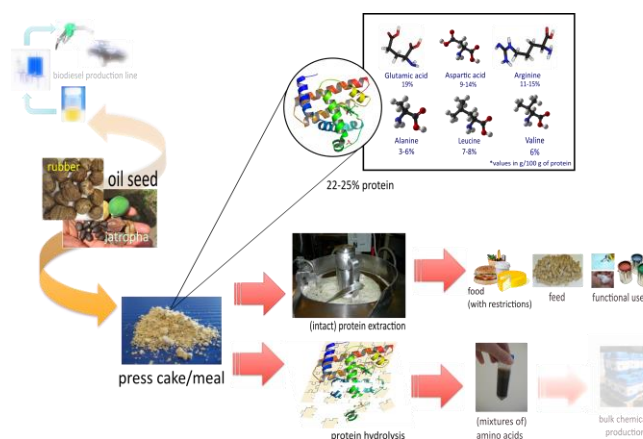 biodiesel production line
rubber
oil seed
jatropha
press cake/meal
22-25% protein
Glutamic acid
19%
Aspartic acid
9-14%
Arginine
11-15%
Alanine
3-6%
Leucine
7-8%
Valine
6%
*values in g/100 g of protein
(intact) protein extraction
food
(with restrictions)
feed
functional use
protein hydrolysis
(mixtures of)
amino acids
bulk chemic
production